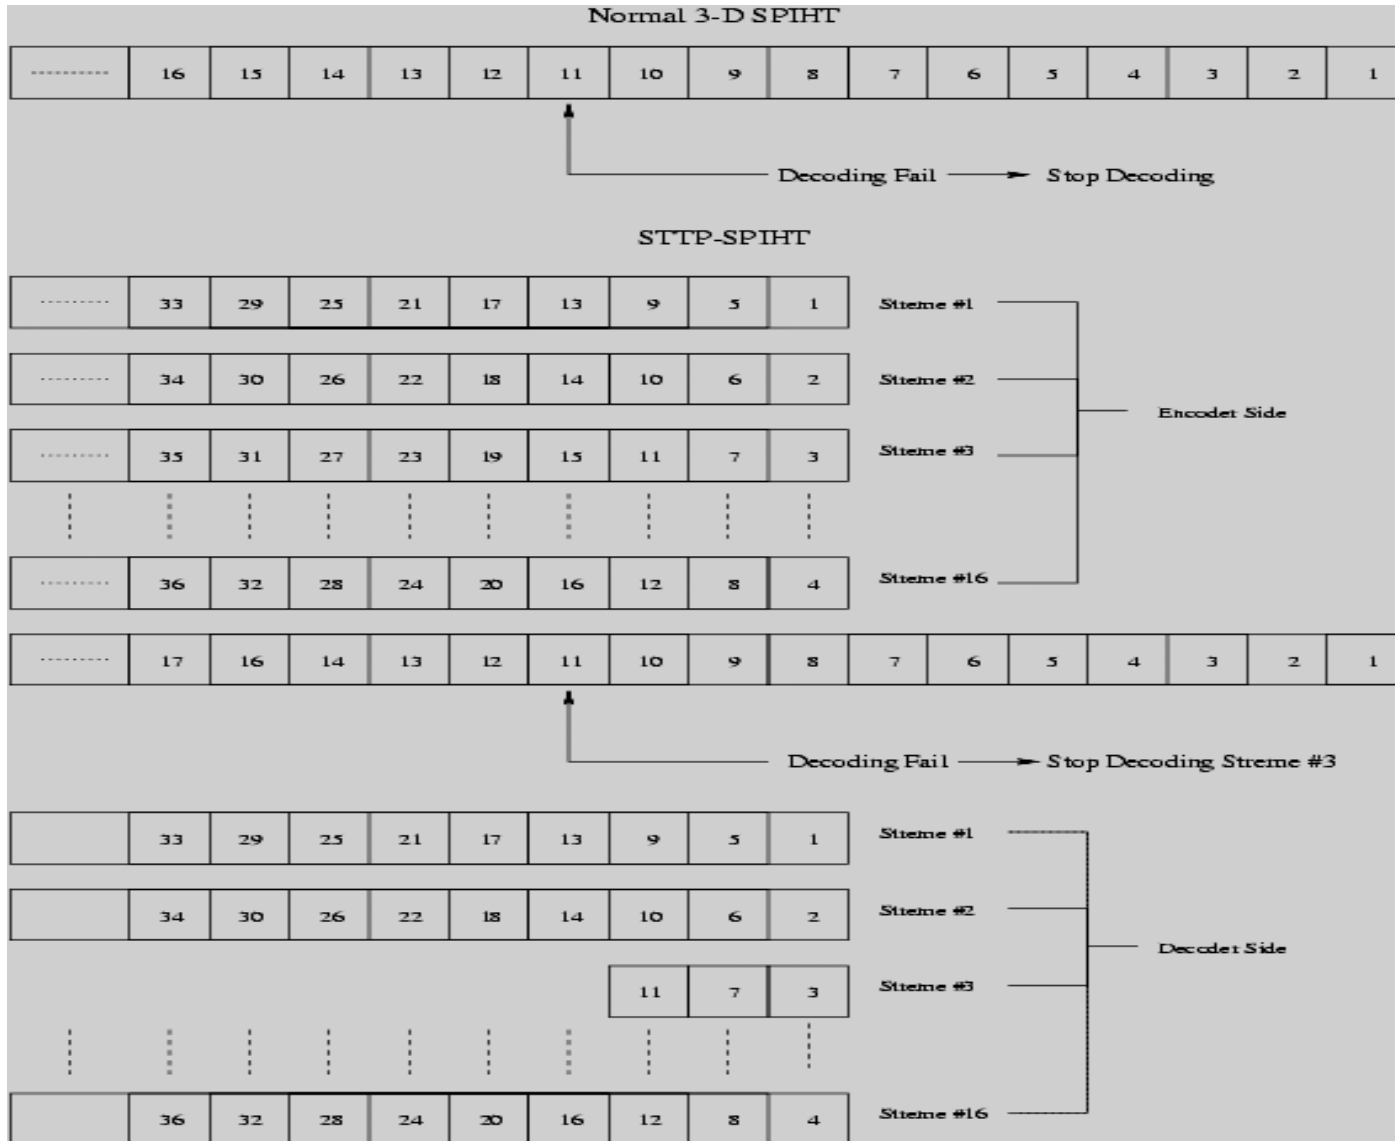 Normal 3-D SPIHT
16 15 14 13 12 11 10 9 8 7 6 5 4 3 2 1
Decoding Fail Stop Decoding
STTP-SPIHT
33 29 25 21 17 13 9 5 1 Streme #1
34 30 26 22 18 14 10 6 2 Streme #2
35 31 27 23 19 15 11 7 3 Streme #3
Encoder Side
36 32 28 24 20 16 12 8 4 Streme #16
17 16 14 13 12 11 10 9 8 7 6 5 4 3 2 1
Decoding Fail Stop Decoding Streme #3
33 29 25 21 17 13 9 5 1 Streme #1
34 30 26 22 18 14 10 6 2 Streme #2
Decoder Side
11 7 3 Streme #3
36 32 28 24 20 16 12 8 4 Streme #16